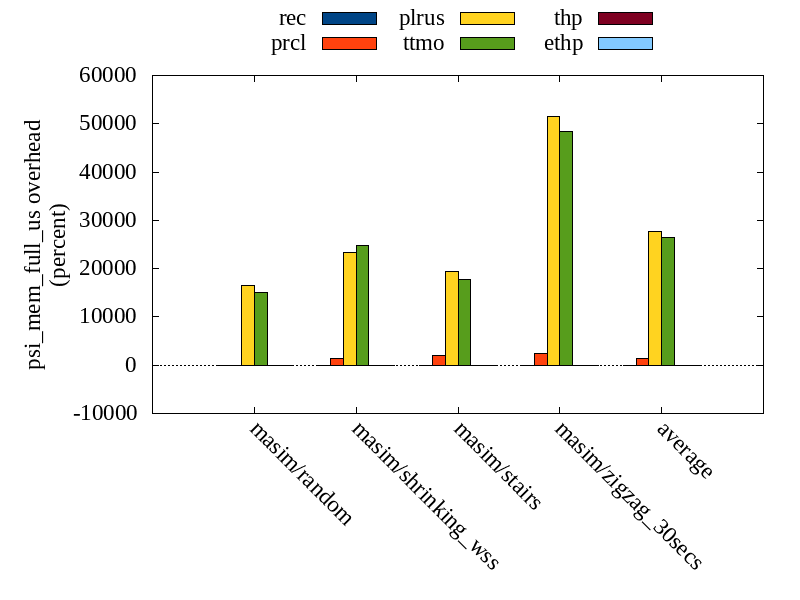 rec plrus thp
prcl ttmo ethp
60000
50000
40000
30000
20000
10000
0
-10000
psi_mem_full_us overhead
(percent)
masim/random
masim/shrinking_wss
masim/stairs
masim/zigzag_30secs
average